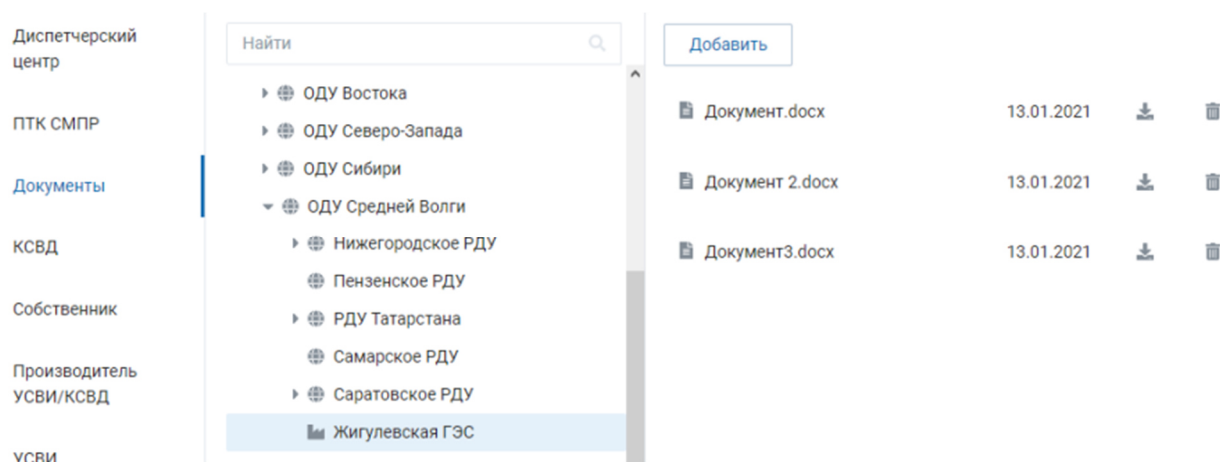 Диспетчерский
центр
ПТК СМПР
Документы
КСВД
Собственник
Производитель
УСВИ/КСВД
УСВИ
Найти
ОДУ Востока
ОДУ Северо-Запада
ОДУ Сибири
ОДУ Средней Волги
Нижегородское РДУ
Пензенское РДУ
РДУ Татарстана
Самарское РДУ
Саратовское РДУ
Жигулевская ГЭС
Добавить
Документ.docx 13.01.2021
Документ 2.docx 13.01.2021
Документ3.docx 13.01.2021